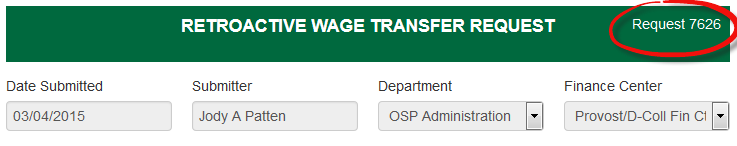 RETROACTIVE WAGE TRANSFER REQUEST Request 7626
Date Submitted Submitter Department Finance Center
03/04/2015 Jody A Patten OSP Administration Provost/D-Coll Fin Ct